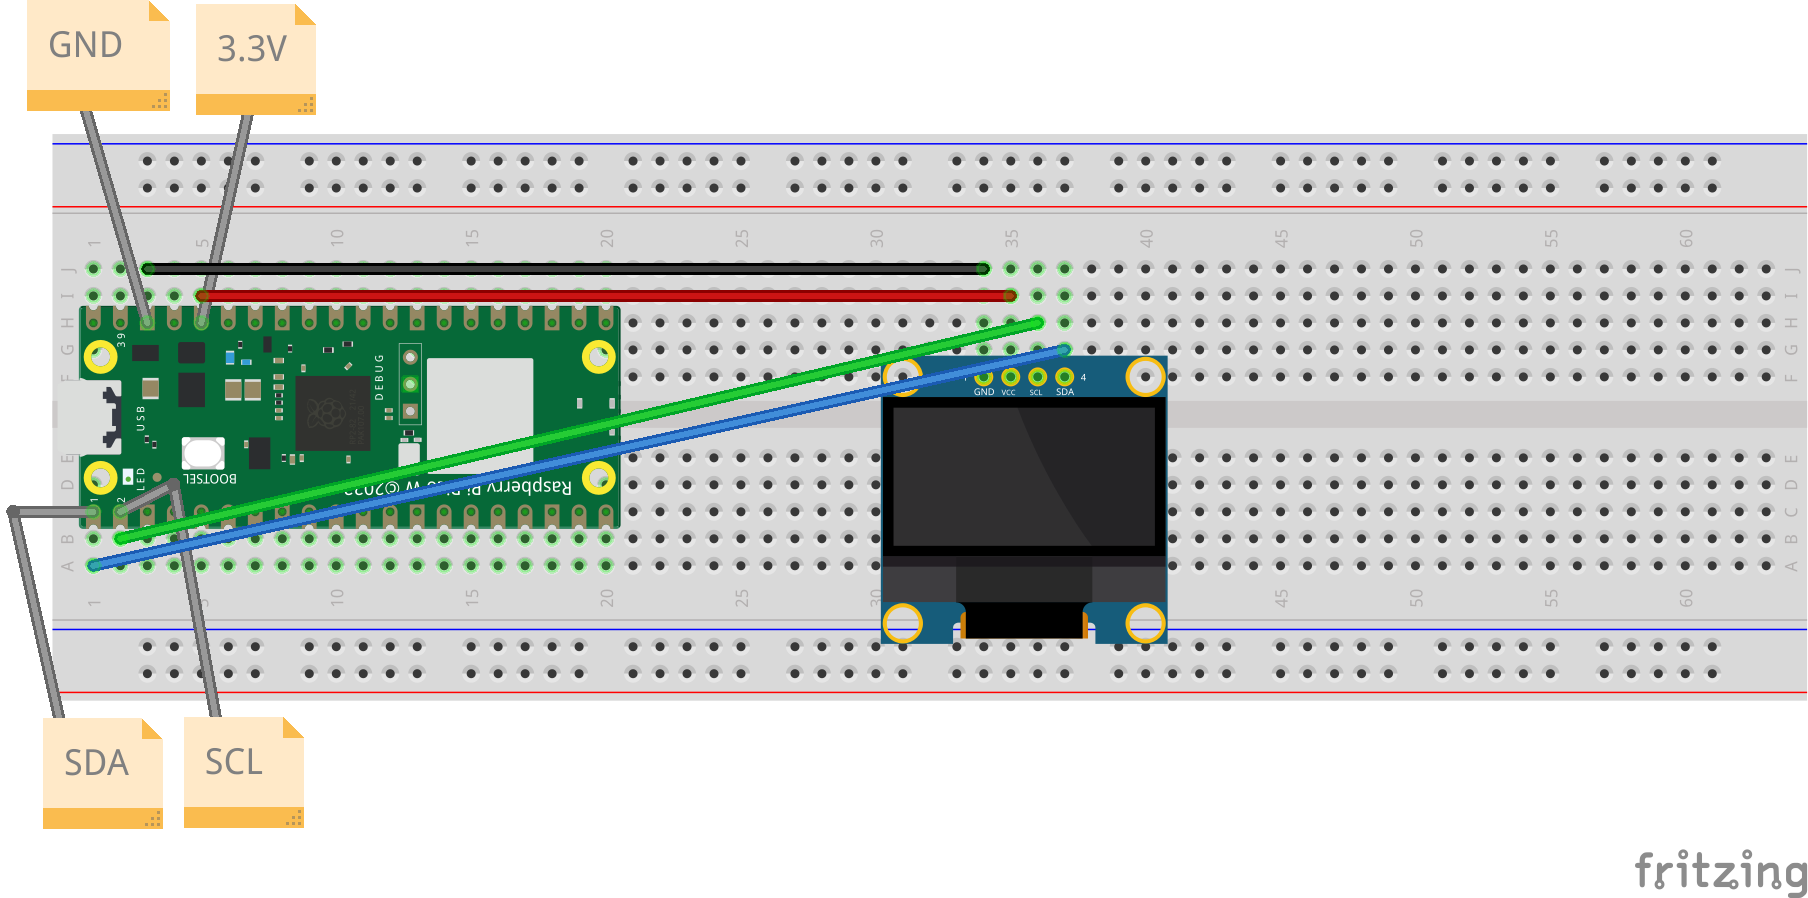 GND
3.3V
1 5 10 15 20 25 30 35 40 45 50 55 60
J J
I I
H H
G G
F F
39
DEBUG
USB
1 4
GND VCC SCL SDA
E E
D D
LED
BOOTSEL
1 2
Raspberry Pi Pico W ©2022
C
B B
A A
1 5 10 15 20 25 30 45 50 55 60
SDA
SCL
fritzing